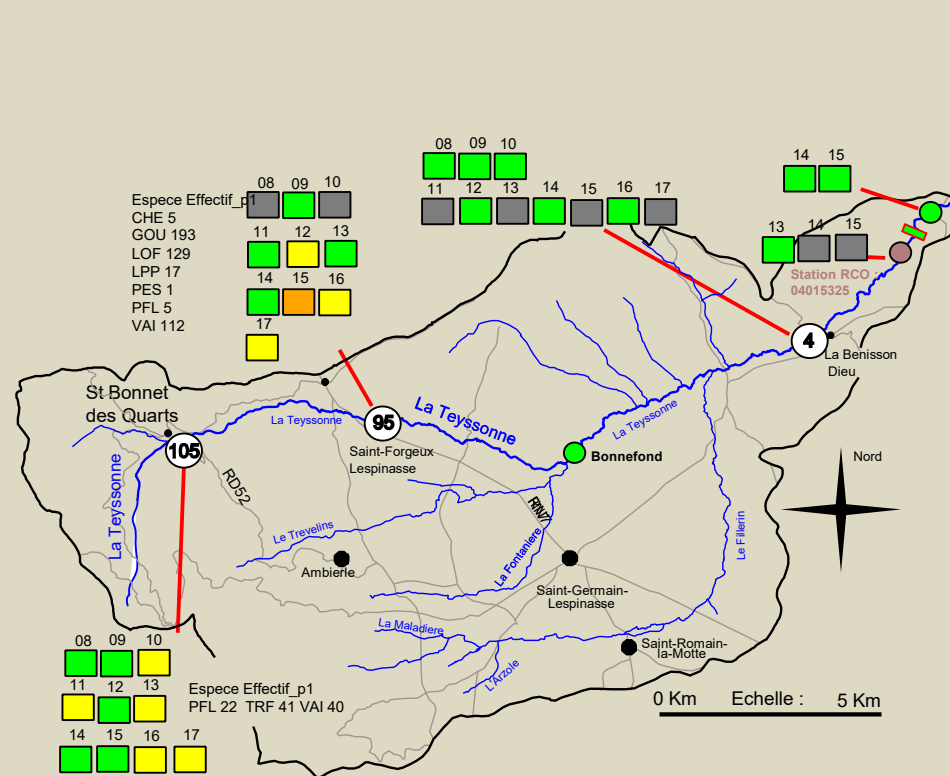 08 09 10
14 15
11 12 13 14 15 16 17
08 09 10
Espece Effectif_p1
CHE 5
GOU 193
LOF 129
LPP 17
PES 1
PFL 5
VAI 112
11 12 13
14 15 16
17
13 14 15
Station RCO :
04015325
4
La Benisson
Dieu
St Bonnet
des Quarts
La Teyssonne
95
La Teyssonne
La Teyssonne
Saint-Forgeux
Lespinasse
105
Bonnefond
Nord
RD52
La Teyssonne
RN7
Le Trevelins
Le Fillerin
La Fontaniere
Ambierle
Saint-Germain-
Lespinasse
La Maladiere
Saint-Romain-
la-Motte
L'Arzole
08 09 10
11 12 13
Espece Effectif_p1
PFL 22 TRF 41 VAI 40
0 Km Echelle : 5 Km
14 15 16 17